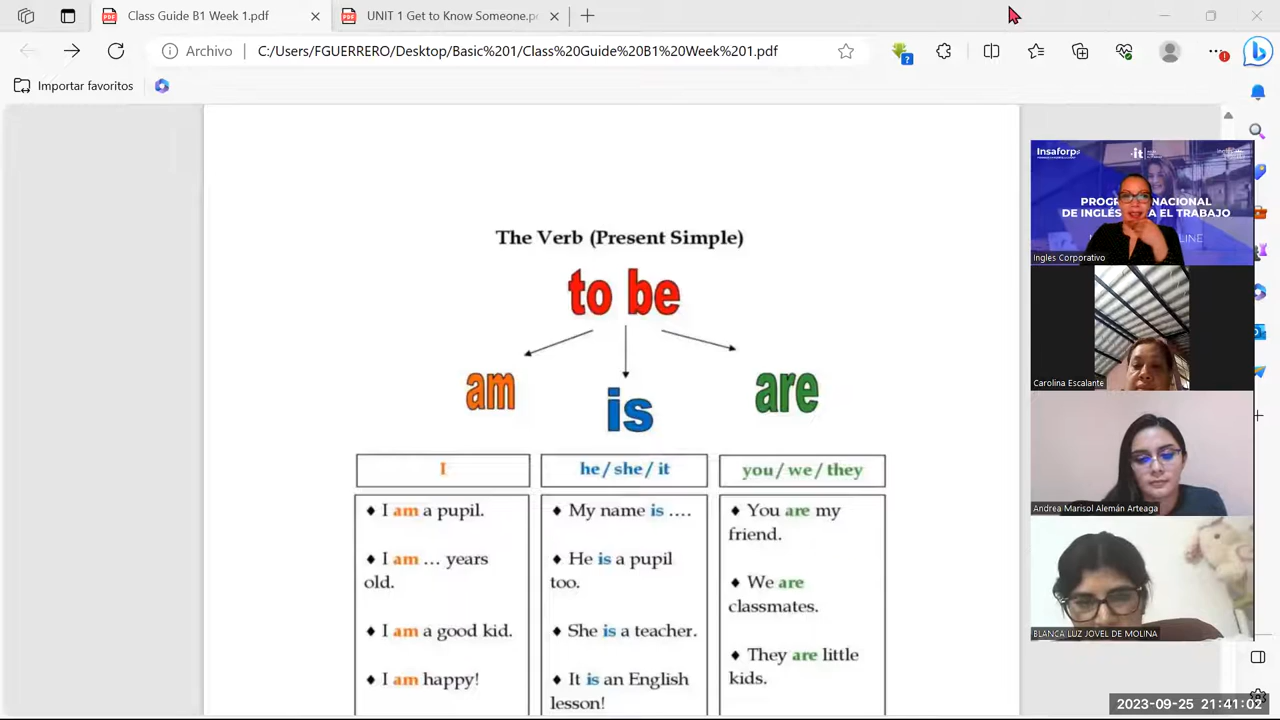 Class Guide B1 Week 1.pdf
UNIT 1 Get to Know Someone.p
Archivo
C:/Users/FGUERRERO/Desktop/Basic%201/Class%20Guide%20B1%20Week%201.pdf
Importar favoritos
The Verb (Present Simple)
to be
am
is
are
I
he / she / it
you / we / they
I am a pupil.
I am … years
old.
I am a good kid.
I am happy!
My name is ….
He is a pupil
too.
She is a teacher.
It is an English
lesson!
You are my
friend.
We are
classmates.
They are little
kids.
Insaforp
it
Ingles Corporativo
Carolina Escalante
Andrea Marisol Alemán Arteaga
BLANCA LUZ JOVEL DE MOLINA
2023-09-25 21:41:02